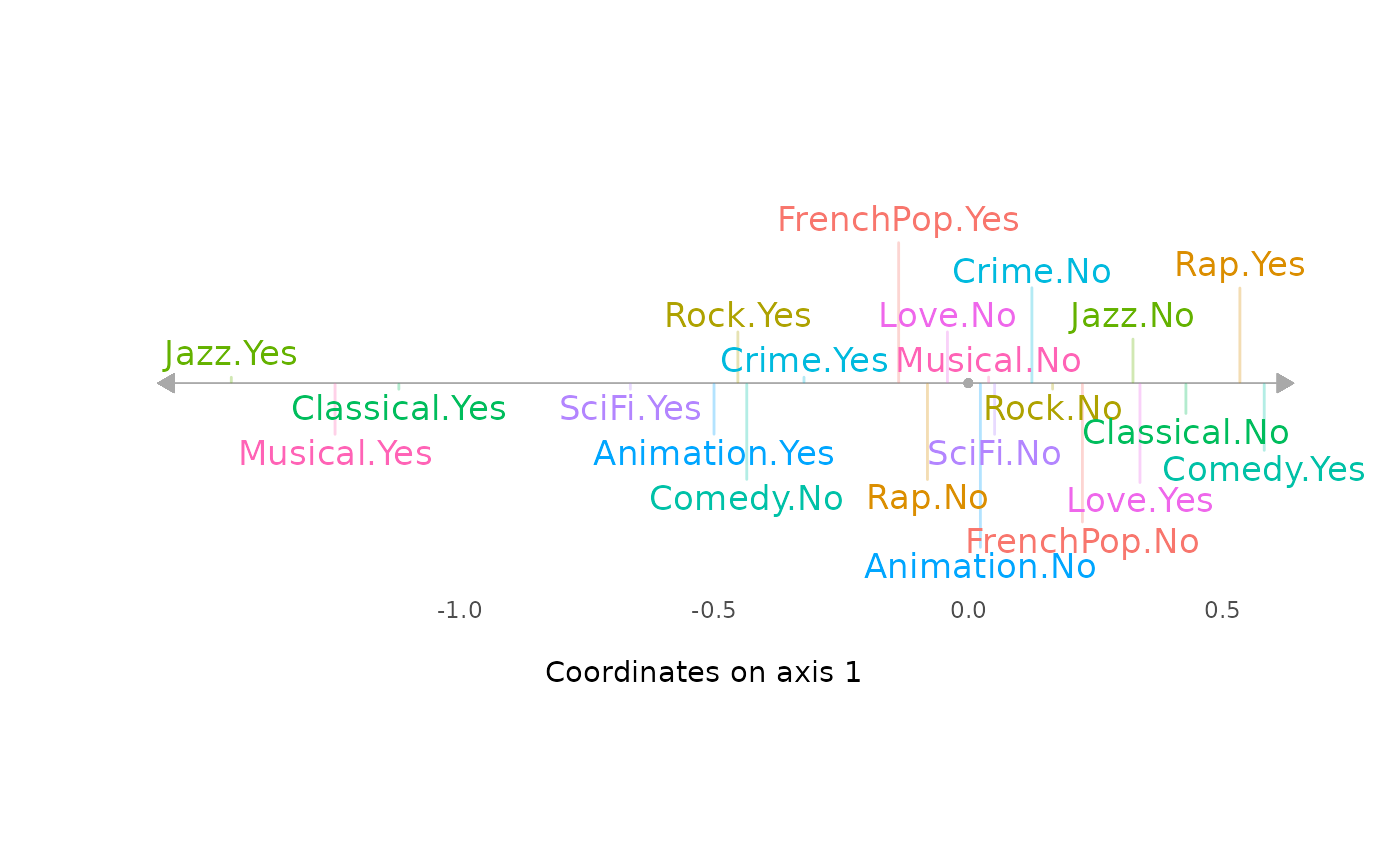 FrenchPop.Yes
Rap.Yes
Crime.No
Rock.Yes
Love.No
Jazz.No
Jazz.Yes
Crime.Yes
Musical.No
Classical.Yes
SciFi.Yes
Rock.No
Classical.No
Musical.Yes
Animation.Yes
SciFi.No
Comedy.Yes
Comedy.No
Rap.No
Love.Yes
FrenchPop.No
Animation.No
-1.0 -0.5 0.0 0.5
Coordinates on axis 1